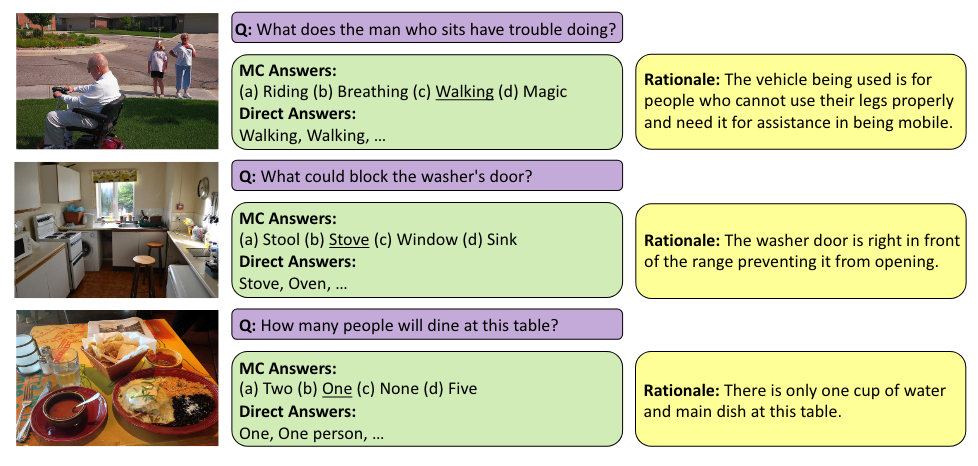 Q: What does the man who sits have trouble doing?
MC Answers:
(a) Riding (b) Breathing (c) Walking (d) Magic
Direct Answers:
Walking, Walking, ...
Rationale: The vehicle being used is for
people who cannot use their legs properly
and need it for assistance in being mobile.
Q: What could block the washer's door?
MC Answers:
(a) Stool (b) Stove (c) Window (d) Sink
Direct Answers:
Stove, Oven, ...
Rationale: The washer door is right in front
of the range preventing it from opening.
Q: How many people will dine at this table?
MC Answers:
(a) Two (b) One (c) None (d) Five
Direct Answers:
One, One person, ...
Rationale: There is only one cup of water
and main dish at this table.